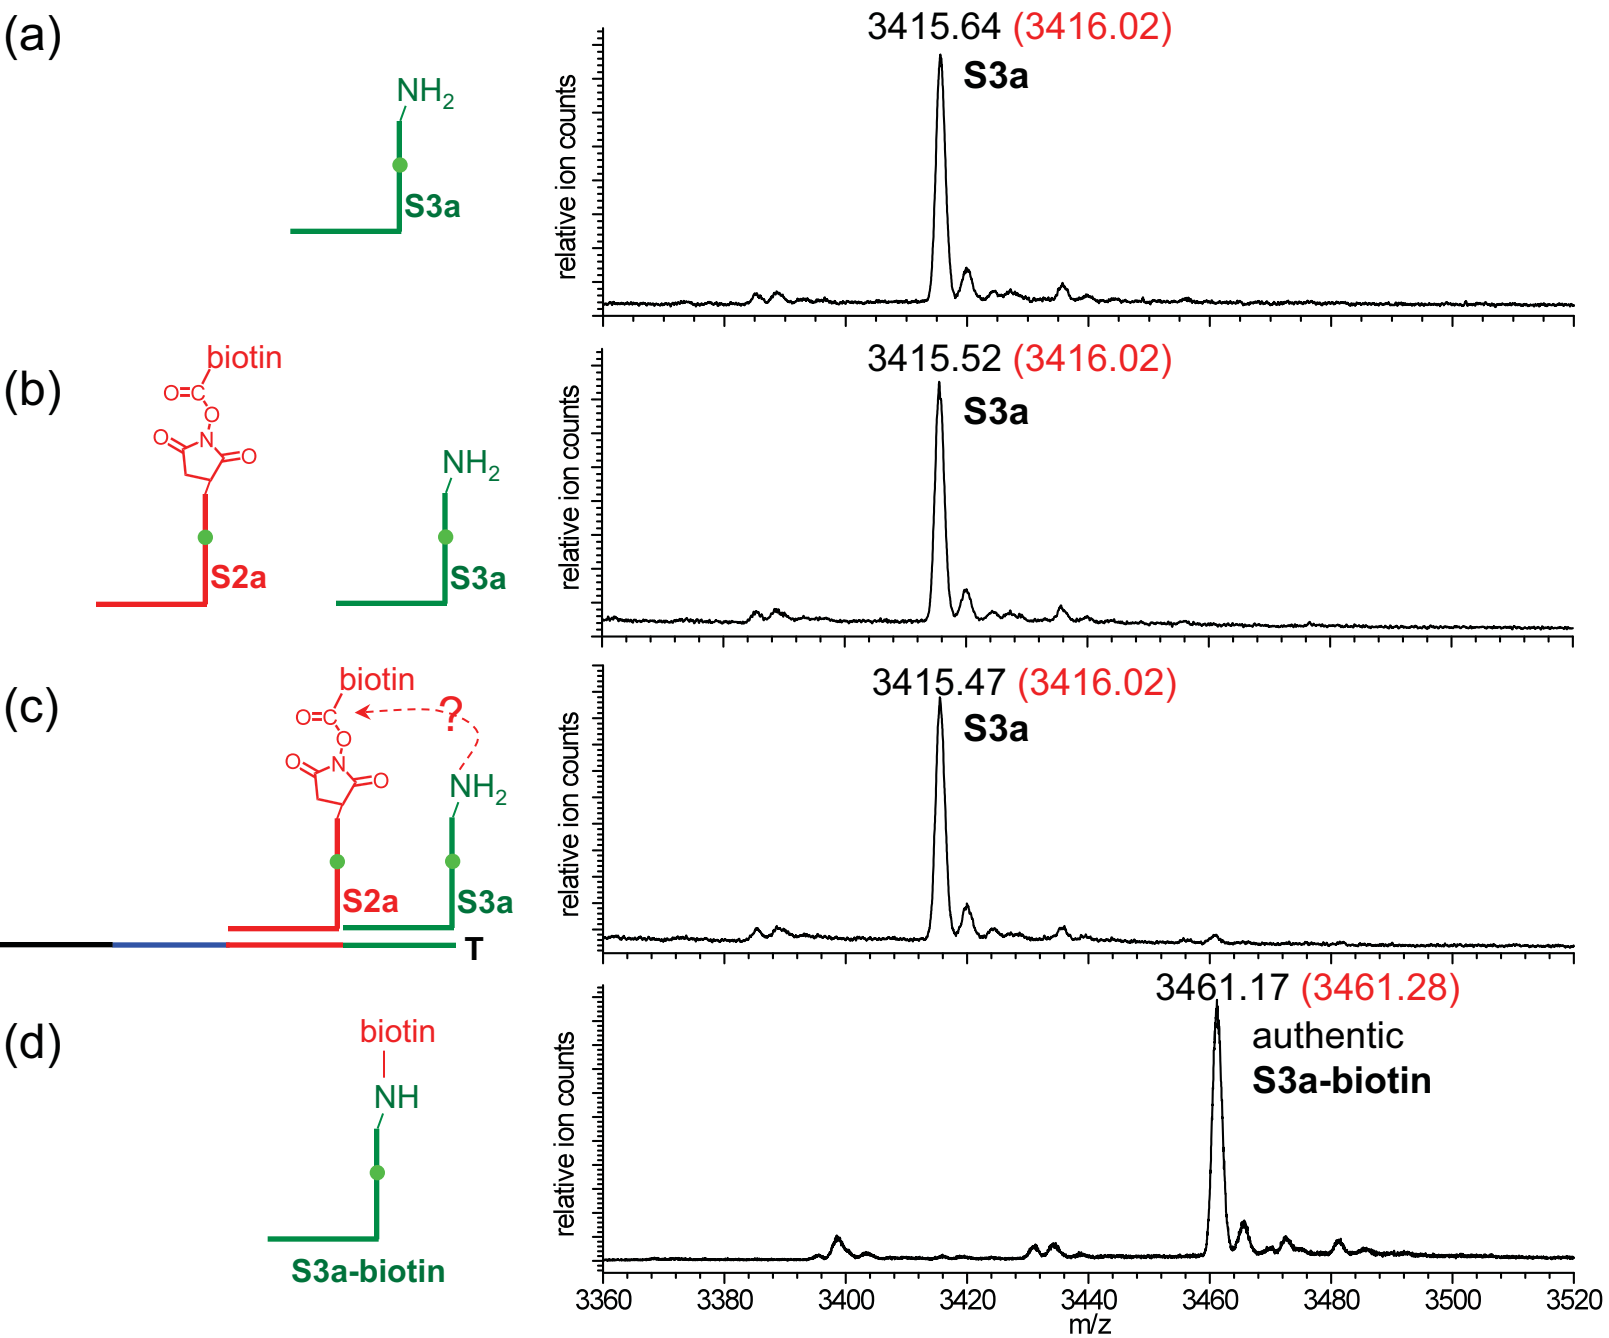 (a)
NH2
S3a
relative ion counts
3415.64 (3416.02)
S3a
(b)
biotin
O=C
O
N
O
O
S2a
NH2
S3a
relative ion counts
3415.52 (3416.02)
S3a
(c)
biotin
O=C
?
O
N
O
O
NH2
S2a
S3a
T
relative ion counts
3415.47 (3416.02)
S3a
(d)
biotin
NH
S3a-biotin
relative ion counts
3461.17 (3461.28)
authentic
S3a-biotin
3360 3380 3400 3420 3440 3460 3480 3500 3520
m/z